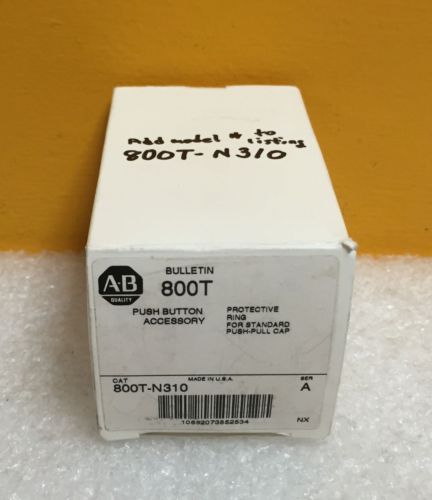 Add model # to
listing
800T-N310
AB
QUALITY
BULLETIN
800T
PUSH BUTTON
ACCESSORY
PROTECTIVE
RING
FOR STANDARD
PUSH-PULL CAP
CAT
MADE IN U.S.A.
SER
800T-N310
A
10692073852634
NX